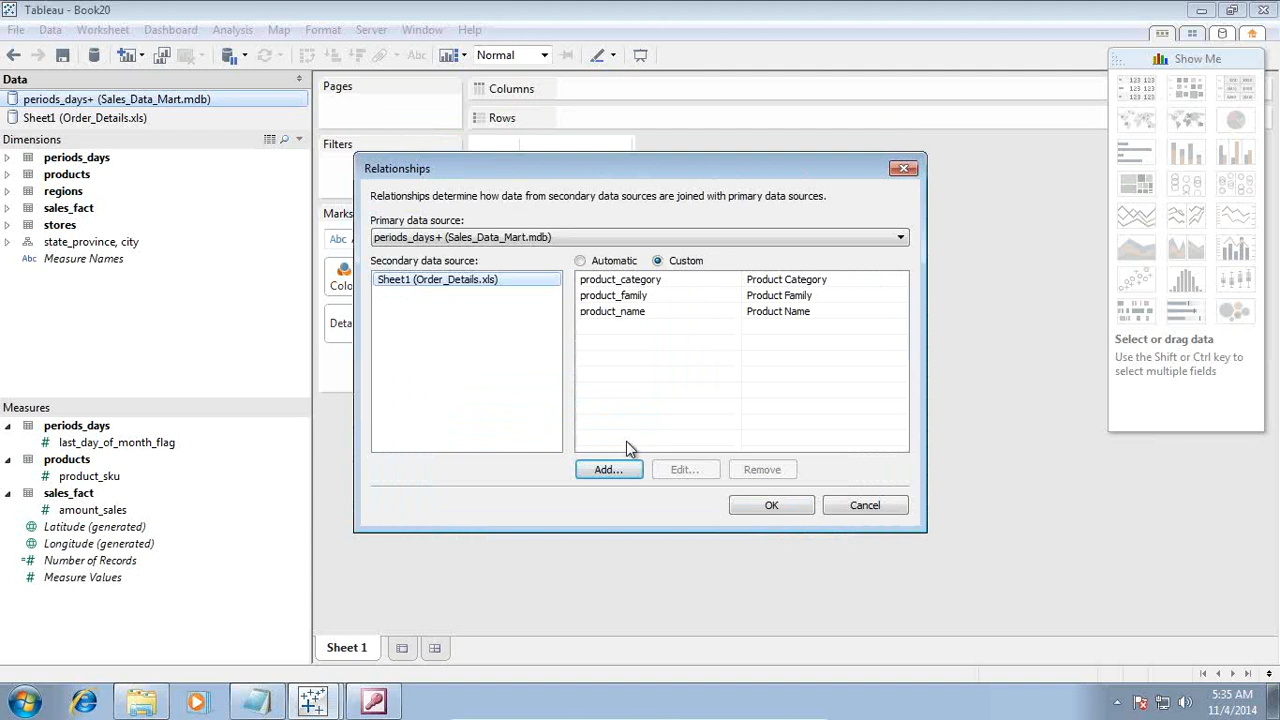 Tableau - Book20
File Data Worksheet Dashboard Analysis Map Format Server Window Help
Abc Normal
Data
periods_days+ (Sales_Data_Mart.mdb)
Sheet1 (Order_Details.xls)
Dimensions
periods_days
products
regions
sales_fact
stores
state_province, city
Abc Measure Names
Measures
periods_days
# last_day_of_month_flag
products
# product_sku
sales_fact
# amount_sales
Latitude (generated)
Longitude (generated)
=# Number of Records
# Measure Values
Pages
Filters
Marks
Abc
Colo
Deta
Columns
Rows
Relationships
Relationships determine how data from secondary data sources are joined with primary data sources.
Primary data source:
periods_days+ (Sales_Data_Mart.mdb)
Secondary data source:
Automatic Custom
Sheet1 (Order_Details.xls)
product_category Product Category
product_family Product Family
product_name Product Name
Add... Edit... Remove
OK Cancel
Show Me
Select or drag data
Use the Shift or Ctrl key to
select multiple fields
Sheet 1
5:35 AM
11/4/2014